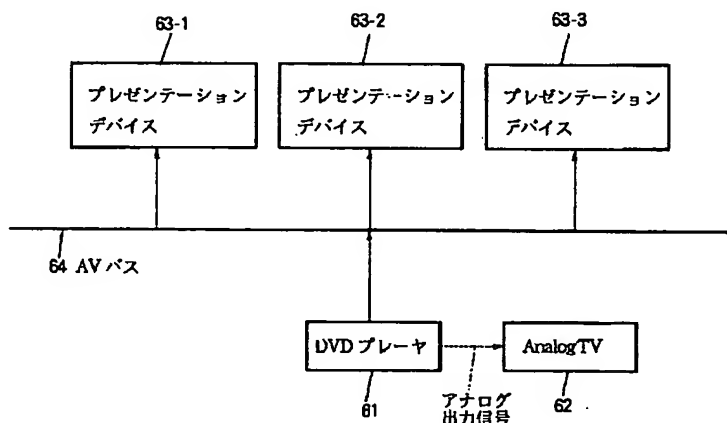 63-1
63-2
63-3
プレゼンテーション
デバイス
プレゼンテーション
デバイス
プレゼンテーション
デバイス
64 AVバス
DVDプレーヤ
AnalogTV
61
アナログ
出力信号
62